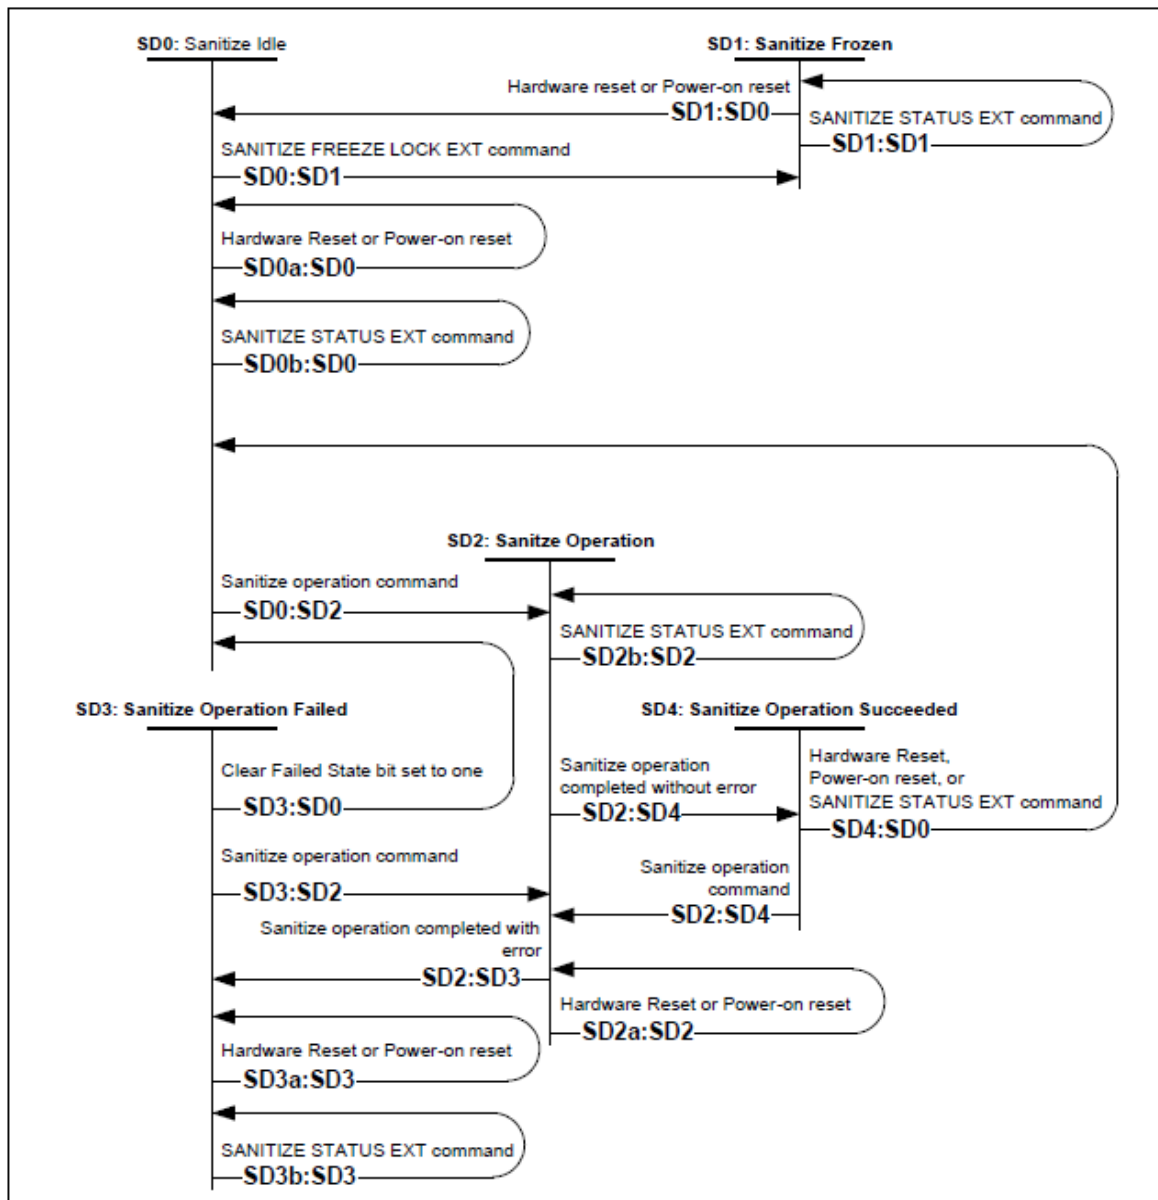 SD0: Sanitize Idle
SD1: Sanitize Frozen
Hardware reset or Power-on reset
SD1:SD0
SANITIZE STATUS EXT command
SD1:SD1
SANITIZE FREEZE LOCK EXT command
SD0:SD1
Hardware Reset or Power-on reset
SD0a:SD0
SANITIZE STATUS EXT command
SD0b:SD0
SD2: Sanitze Operation
Sanitize operation command
SD0:SD2
SANITIZE STATUS EXT command
SD2b:SD2
SD3: Sanitize Operation Failed
SD4: Sanitize Operation Succeeded
Clear Failed State bit set to one
SD3:SD0
Sanitize operation
completed without error
SD2:SD4
Hardware Reset,
Power-on reset, or
SANITIZE STATUS EXT command
SD4:SD0
Sanitize operation command
SD3:SD2
Sanitize operation
command
SD2:SD4
Sanitize operation completed with
error
SD2:SD3
Hardware Reset or Power-on reset
SD2a:SD2
Hardware Reset or Power-on reset
SD3a:SD3
SANITIZE STATUS EXT command
SD3b:SD3